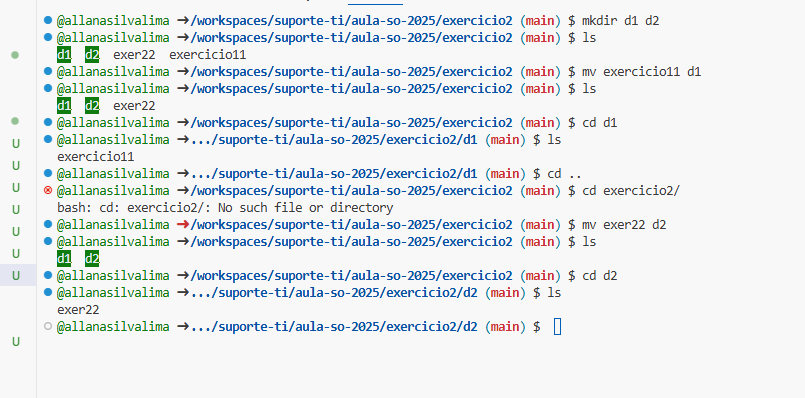 @allanasilvalima ➜/workspaces/suporte-ti/aula-so-2025/exercicio2 (main) $ mkdir d1 d2
@allanasilvalima ➜/workspaces/suporte-ti/aula-so-2025/exercicio2 (main) $ ls
d1 d2 exer22 exercicio11
@allanasilvalima ➜/workspaces/suporte-ti/aula-so-2025/exercicio2 (main) $ mv exercicio11 d1
@allanasilvalima ➜/workspaces/suporte-ti/aula-so-2025/exercicio2 (main) $ ls
d1 d2 exer22
@allanasilvalima ➜/workspaces/suporte-ti/aula-so-2025/exercicio2 (main) $ cd d1
U @allanasilvalima ➜.../suporte-ti/aula-so-2025/exercicio2/d1 (main) $ ls
exercicio11
U @allanasilvalima ➜.../suporte-ti/aula-so-2025/exercicio2/d1 (main) $ cd ..
U @allanasilvalima ➜/workspaces/suporte-ti/aula-so-2025/exercicio2 (main) $ cd exercicio2/
U bash: cd: exercicio2/: No such file or directory
U @allanasilvalima ➜/workspaces/suporte-ti/aula-so-2025/exercicio2 (main) $ mv exer22 d2
@allanasilvalima ➜/workspaces/suporte-ti/aula-so-2025/exercicio2 (main) $ ls
U d1 d2
U @allanasilvalima ➜/workspaces/suporte-ti/aula-so-2025/exercicio2 (main) $ cd d2
@allanasilvalima ➜.../suporte-ti/aula-so-2025/exercicio2/d2 (main) $ ls
exer22
@allanasilvalima ➜.../suporte-ti/aula-so-2025/exercicio2/d2 (main) $
U